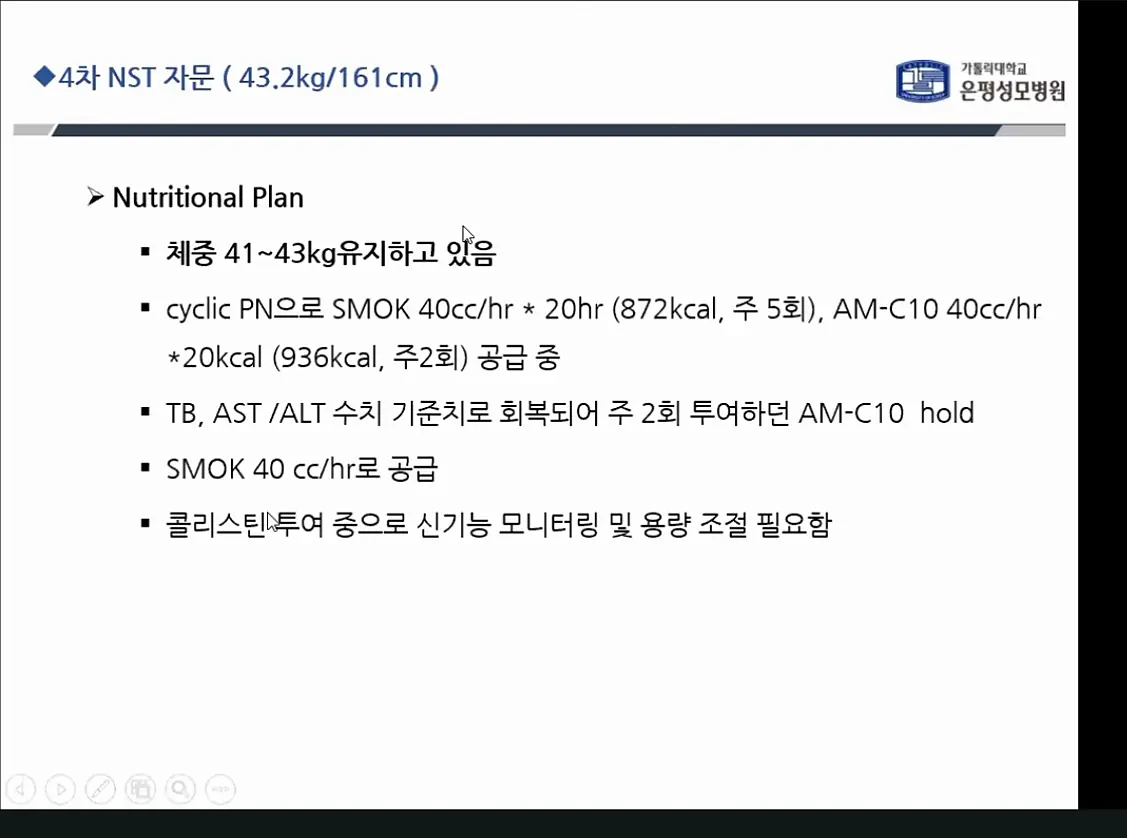 ◆4차 NST 자문 ( 43.2kg/161cm )
가톨릭대학교
은평성모병원
➢ Nutritional Plan
▪ 체중 41~43kg유지하고 있음
▪ cyclic PN으로 SMOK 40cc/hr * 20hr (872kcal, 주 5회), AM-C10 40cc/hr
*20kcal (936kcal, 주2회) 공급 중
▪ TB, AST /ALT 수치 기준치로 회복되어 주 2회 투여하던 AM-C10 hold
▪ SMOK 40 cc/hr로 공급
▪ 콜리스틴 투여 중으로 신기능 모니터링 및 용량 조절 필요함